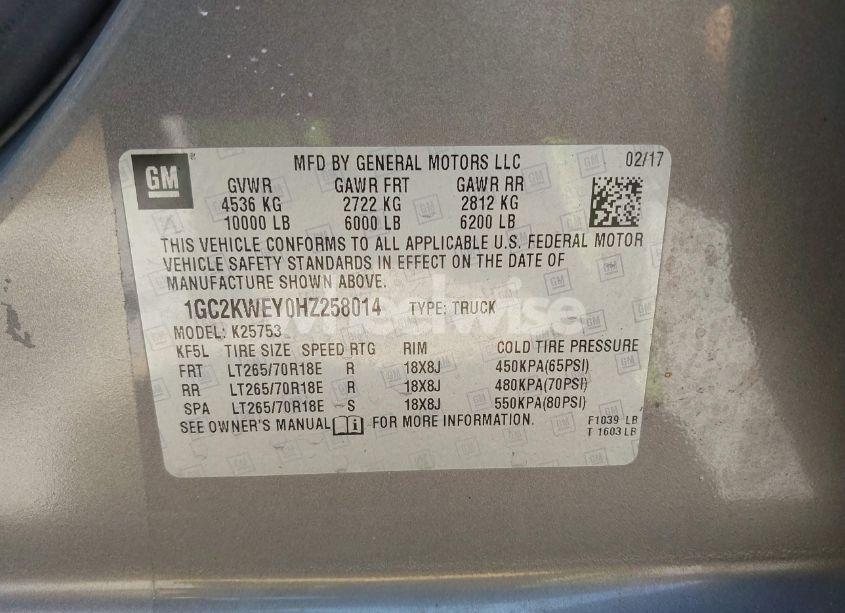 GM
MFD BY GENERAL MOTORS LLC 02/17
GVWR GAWR FRT GAWR RR
4536 KG 2722 KG 2812 KG
10000 LB 6000 LB 6200 LB
THIS VEHICLE CONFORMS TO ALL APPLICABLE U.S. FEDERAL MOTOR
VEHICLE SAFETY STANDARDS IN EFFECT ON THE DATE OF
MANUFACTURE SHOWN ABOVE.
1GC2KWEY0HZ258014 TYPE: TRUCK
MODEL: K25753
KF5L TIRE SIZE SPEED RTG RIM COLD TIRE PRESSURE
FRT LT265/70R18E R 18X8J 450KPA(65PSI)
RR LT265/70R18E R 18X8J 480KPA(70PSI)
SPA LT265/70R18E S 18X8J 550KPA(80PSI)
SEE OWNER'S MANUAL FOR MORE INFORMATION.
F1039 LB
T 1603 LB